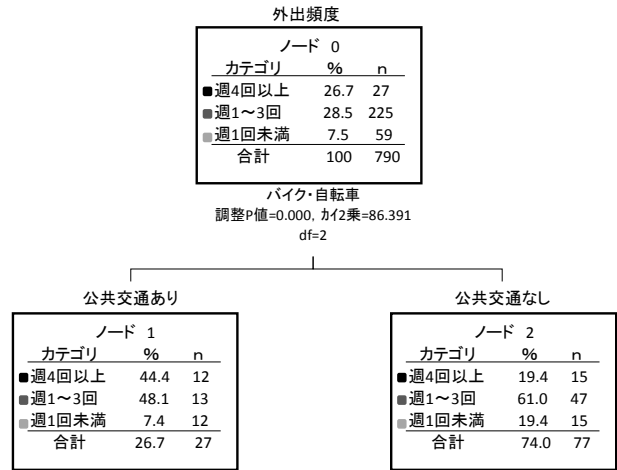 外出頻度
ノード 0
カテゴリ % n
週4回以上 26.7 27
週1～3回 28.5 225
週1回未満 7.5 59
合計 100 790
バイク・自転車
調整P値=0.000, カイ2乗=86.391
df=2
公共交通あり
ノード 1
カテゴリ % n
週4回以上 44.4 12
週1～3回 48.1 13
週1回未満 7.4 12
合計 26.7 27
公共交通なし
ノード 2
カテゴリ % n
週4回以上 19.4 15
週1～3回 61.0 47
週1回未満 19.4 15
合計 74.0 77